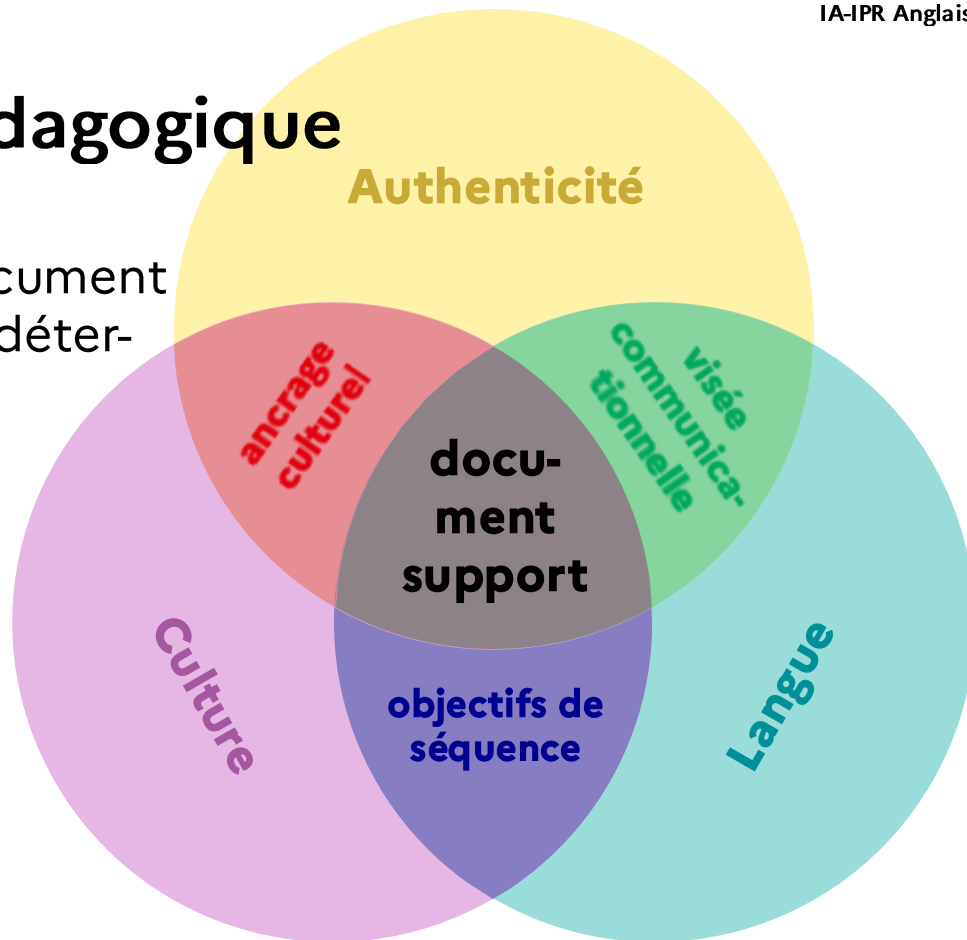 IA-IPR Anglais
dagogique
Authenticité
cument
déter-
ancrage
culturel
visée
communica-
tionnelle
docu-
ment
support
Culture
Langue
objectifs de
séquence